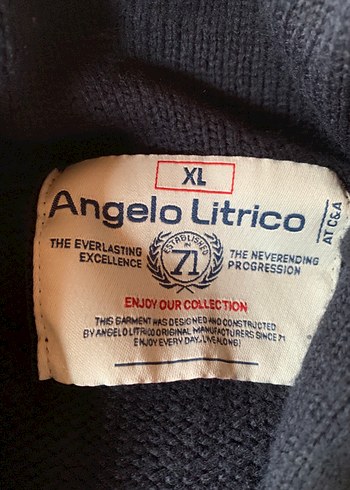 XL
Angelo Litrico
AT C&A
THE EVERLASTING
EXCELLENCE
ESTABLISHED
IN
71
THE NEVERENDING
PROGRESSION
ENJOY OUR COLLECTION
THIS GARMENT WAS DESIGNED AND CONSTRUCTED
BY ANGELO LITRICO ORIGINAL MANUFACTURERS SINCE 71
ENJOY EVERY DAY, LIVE LONG!